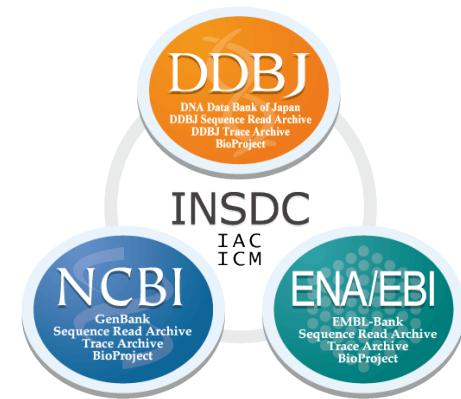 DDBJ
DNA Data Bank of Japan
DDBJ Sequence Read Archive
DDBJ Trace Archive
BioProject
INSDC
IAC
ICM
NCBI
GenBank
Sequence Read Archive
Trace Archive
BioProject
ENA/EBI
EMBL-Bank
Sequence Read Archive
Trace Archive
BioProject